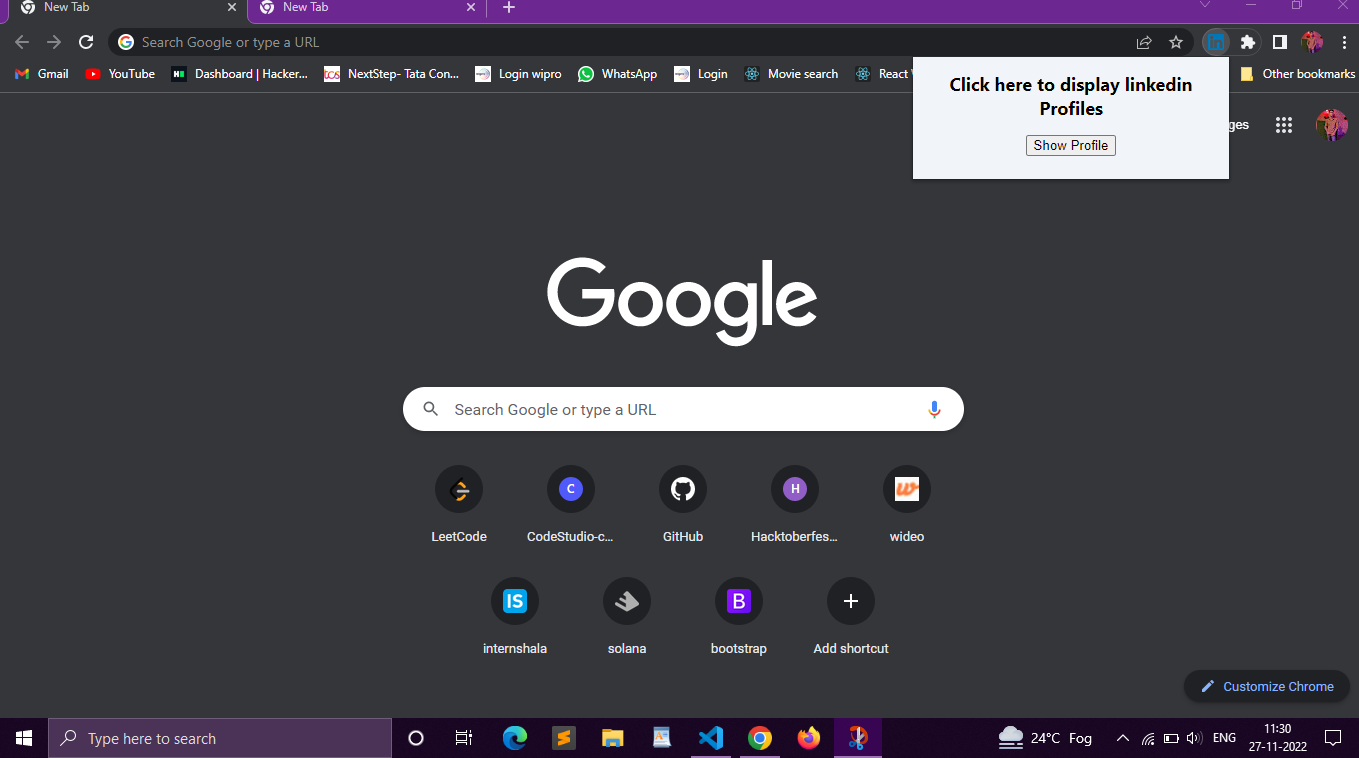 New Tab
New Tab
Search Google or type a URL
Gmail
YouTube
Dashboard | Hacker...
NextStep- Tata Con...
Login wipro
WhatsApp
Login
Movie search
React
Other bookmarks
Click here to display linkedin
Profiles
Show Profile
ges
Google
Search Google or type a URL
LeetCode
CodeStudio-c...
GitHub
Hacktoberfes...
wideo
internshala
solana
bootstrap
Add shortcut
Customize Chrome
Type here to search
24°C Fog
ENG
11:30
27-11-2022